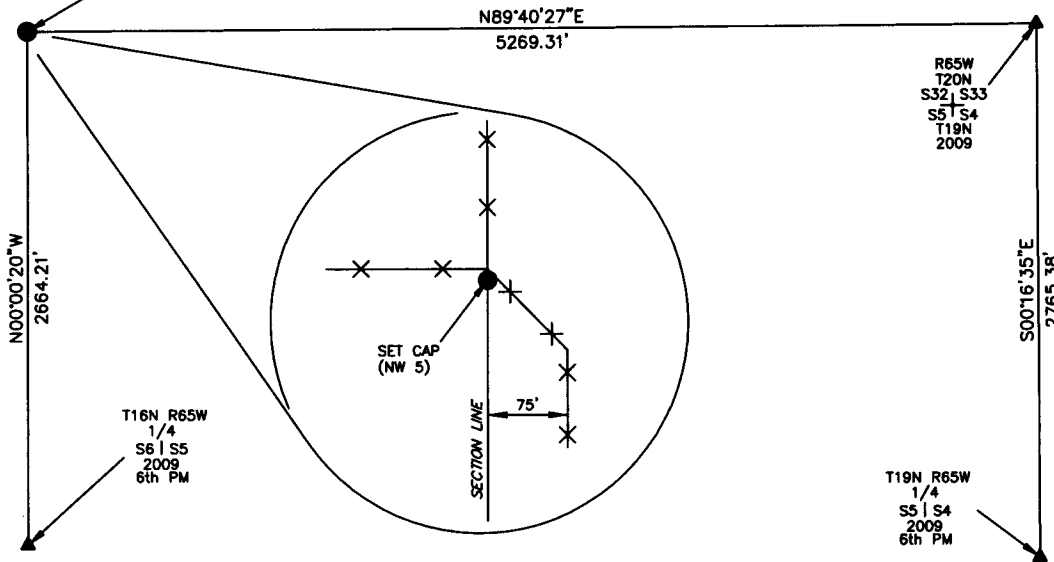 N89°40'27"E
5269.31'
R65W
T20N
S32 S33
S5 S4
T19N
2009
N00°00'20"W
2664.21'
S00°16'35"E
2765.38'
SET CAP
(NW 5)
75'
SECTION LINE
T16N R65W
1/4
S6 | S5
2009
6th PM
T19N R65W
1/4
S5 | S4
2009
6th PM